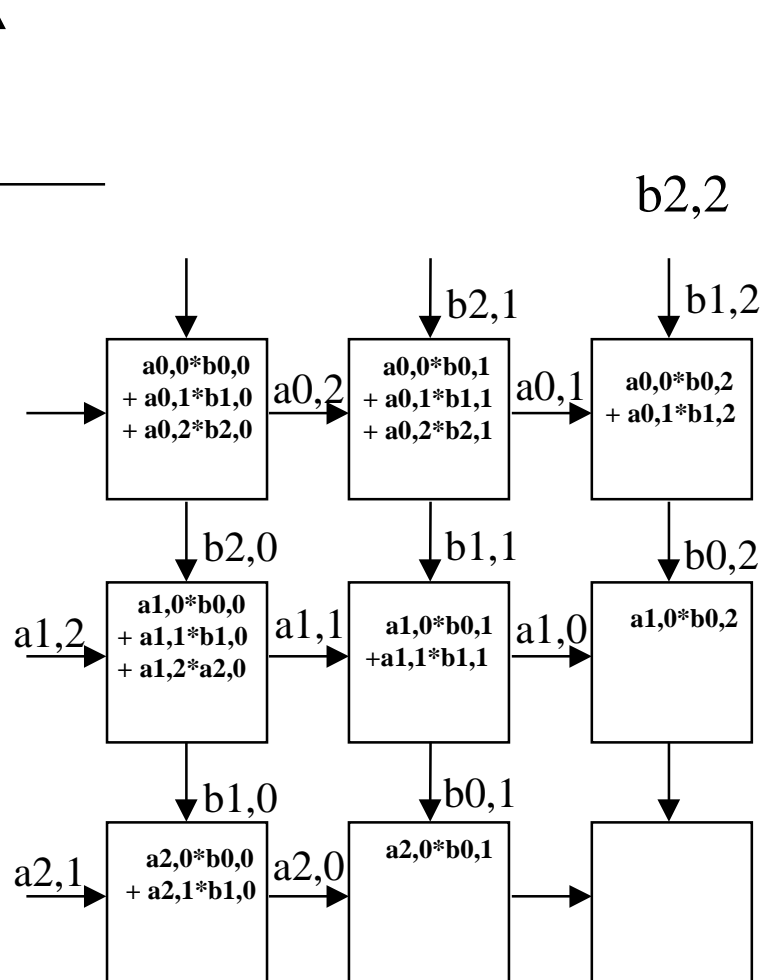 b2,2
b2,1
b1,2
a0,0*b0,0
+ a0,1*b1,0
+ a0,2*b2,0
a0,2
a0,0*b0,1
+ a0,1*b1,1
+ a0,2*b2,1
a0,1
a0,0*b0,2
+ a0,1*b1,2
b2,0
b1,1
b0,2
a1,2
a1,0*b0,0
+ a1,1*b1,0
+ a1,2*a2,0
a1,1
a1,0*b0,1
+a1,1*b1,1
a1,0
a1,0*b0,2
b1,0
b0,1
a2,1
a2,0*b0,0
+ a2,1*b1,0
a2,0
a2,0*b0,1